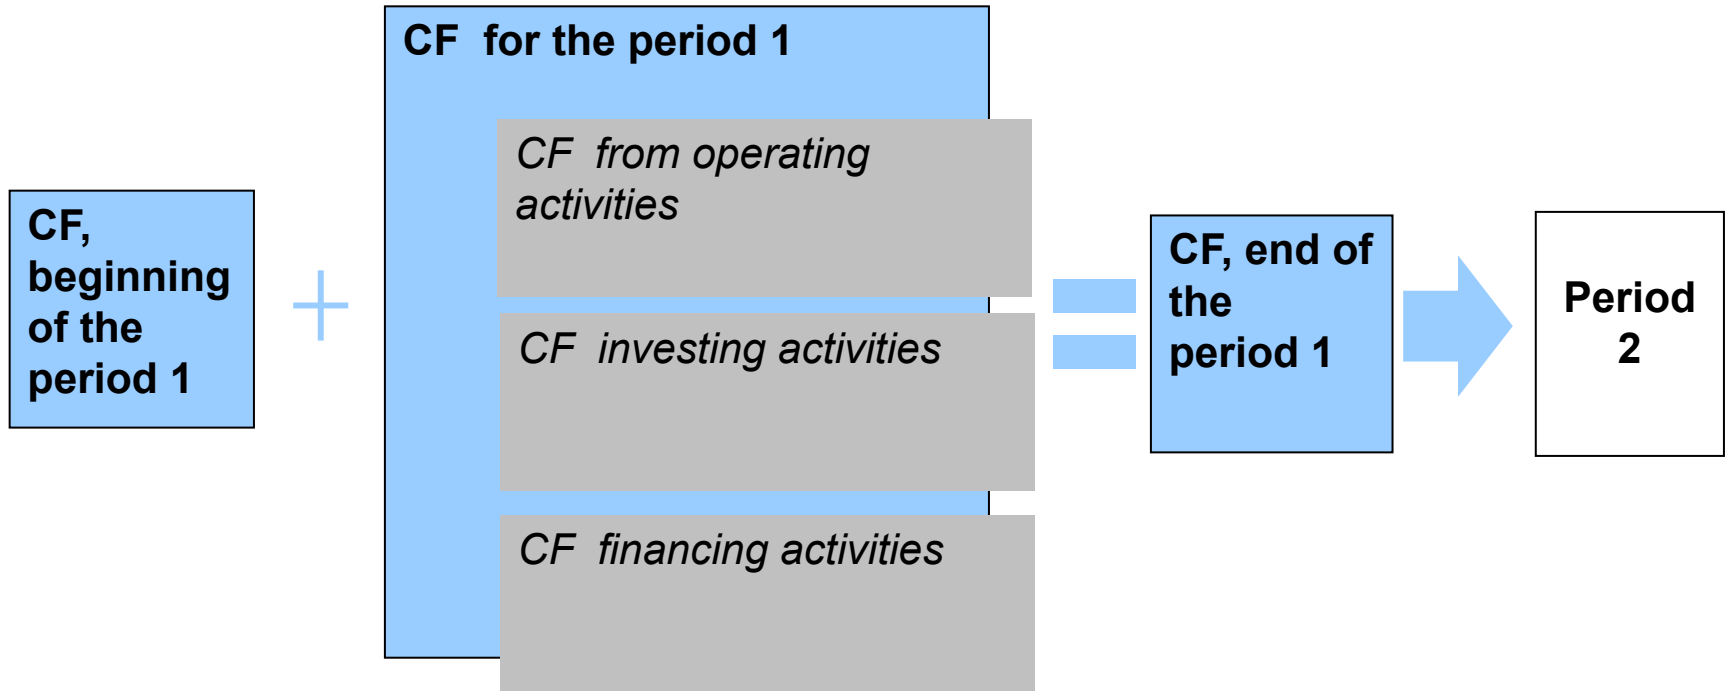 CF for the period 1
CF from operating
activities
CF,
beginning
of the
period 1
CF investing activities
CF financing activities
CF, end of
the
period 1
Period
2